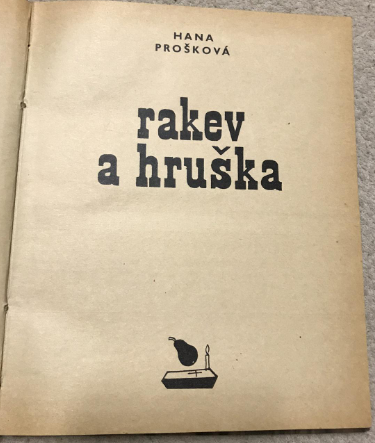 HANA
PROŠKOVÁ
rakev
a hruška